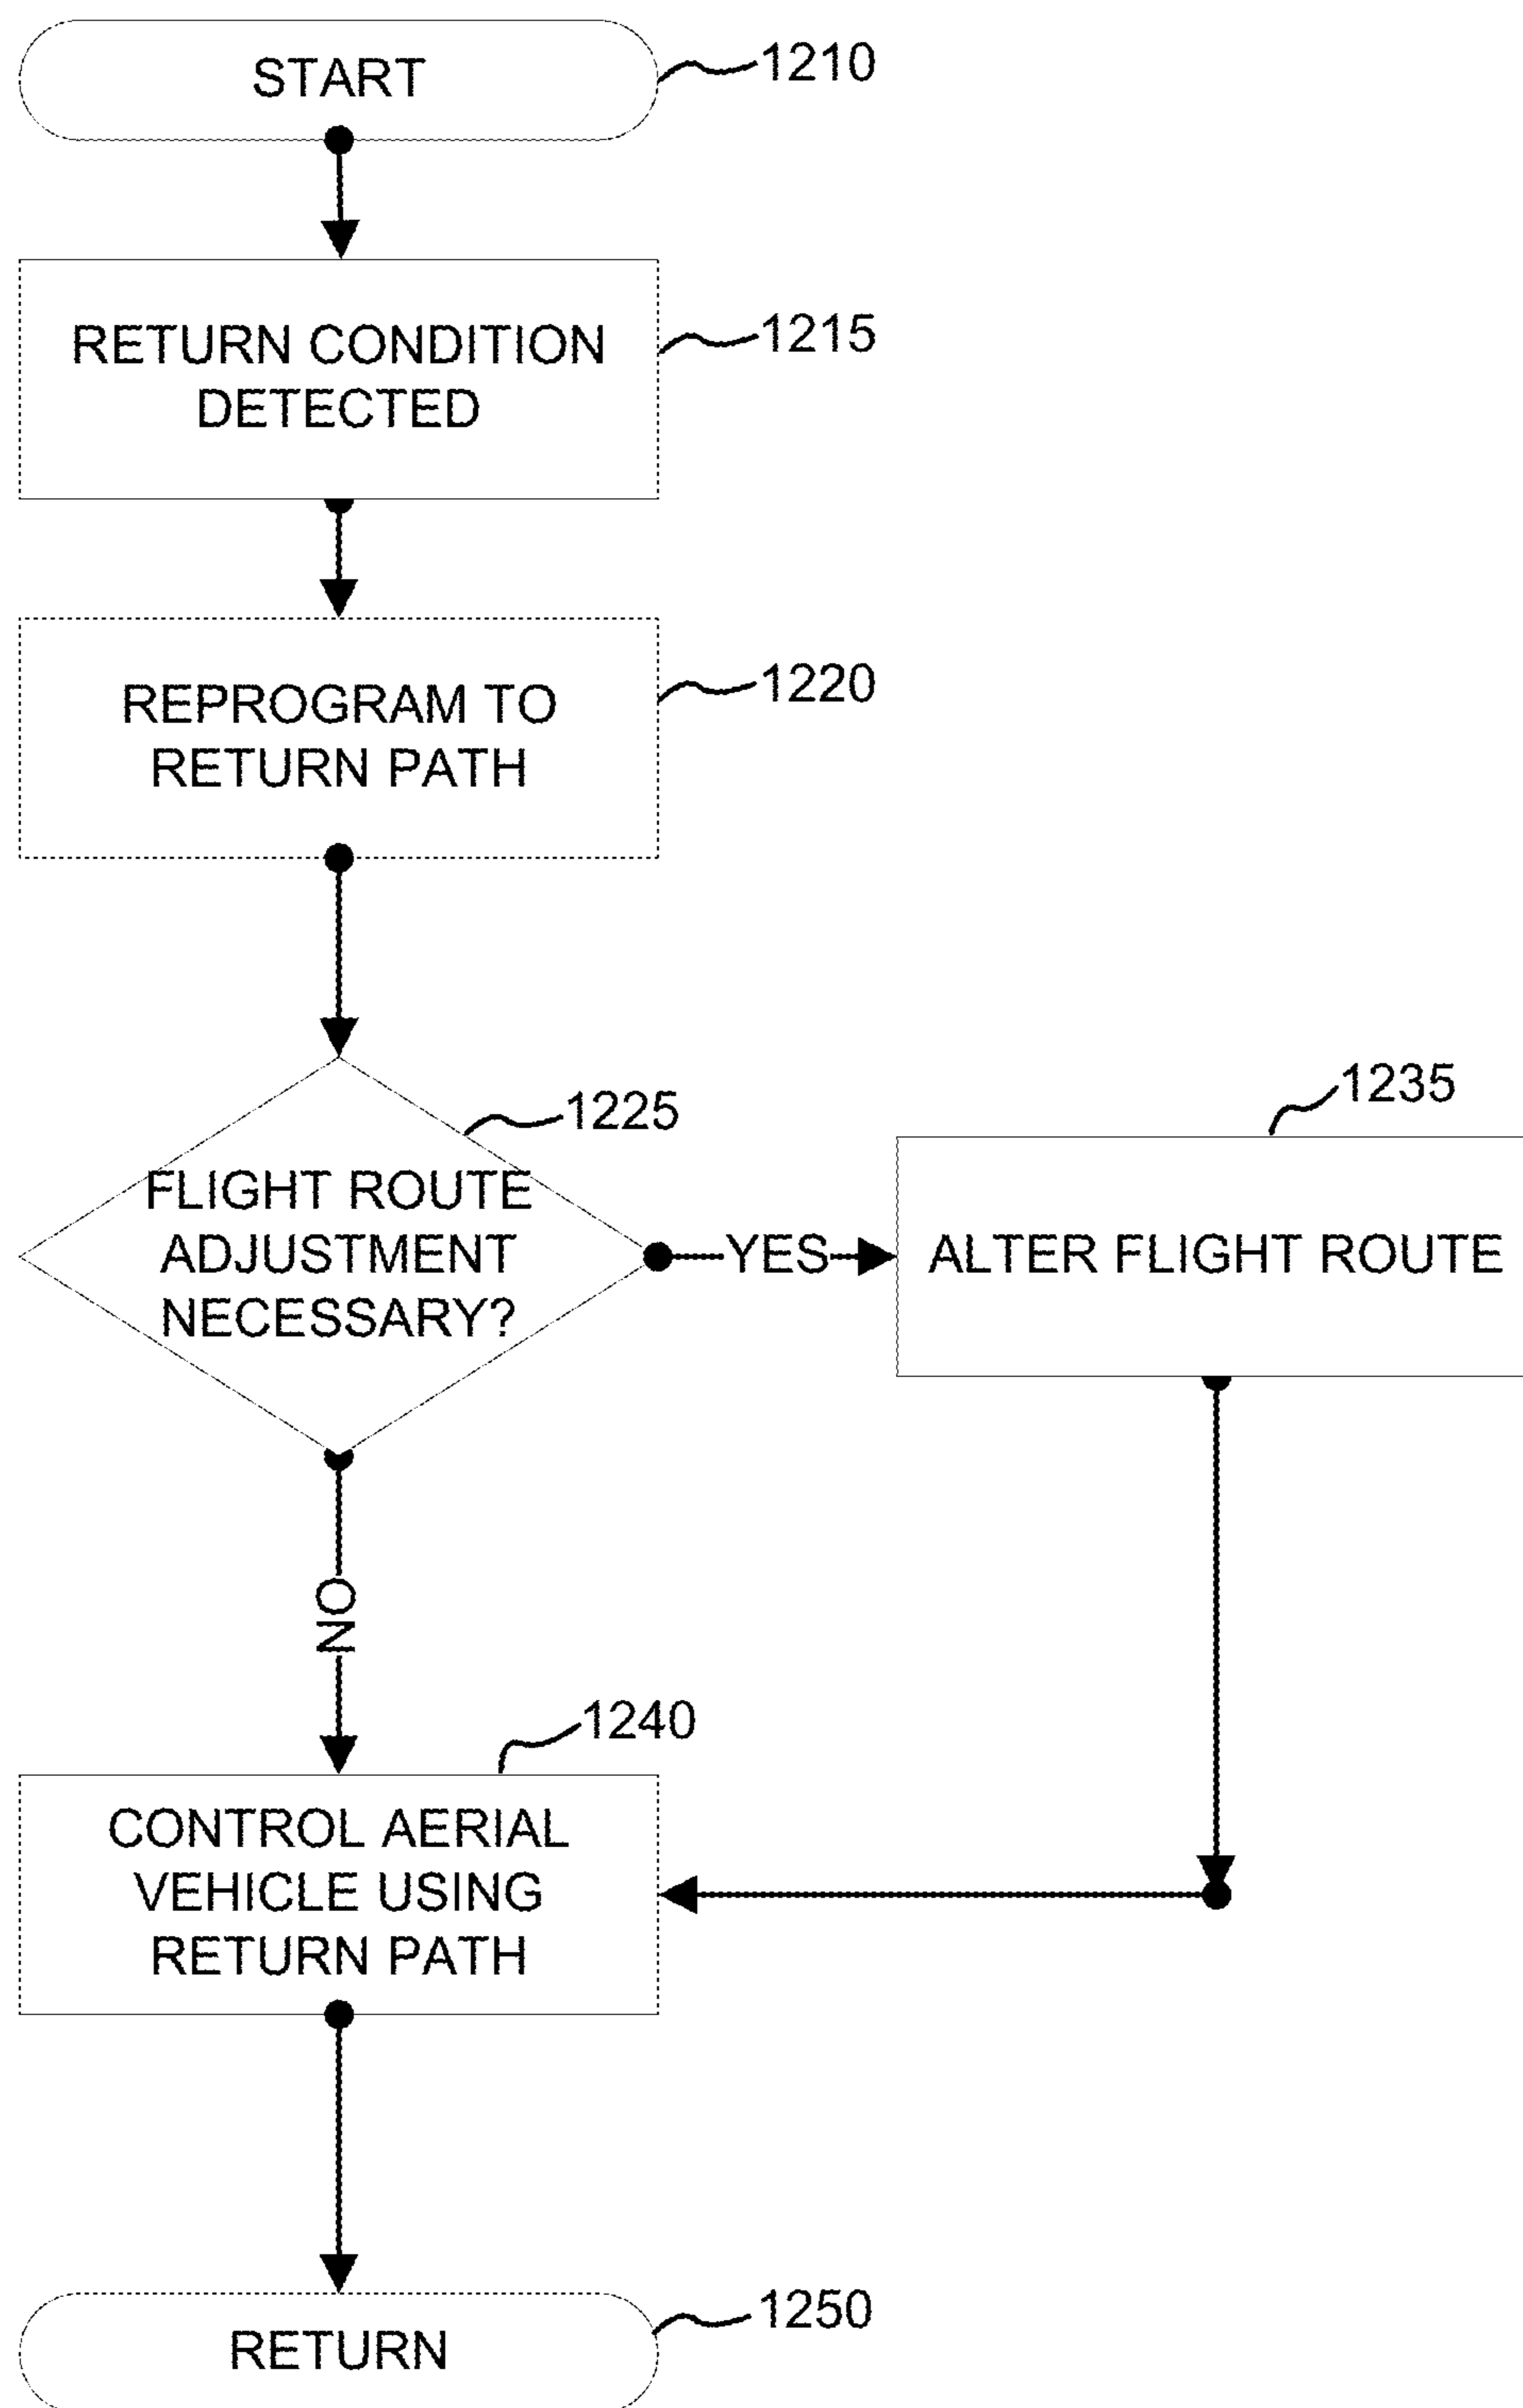 START
1210
RETURN CONDITION
DETECTED
1215
REPROGRAM TO
RETURN PATH
1220
1225
FLIGHT ROUTE
ADJUSTMENT
NECESSARY?
YES
1235
ALTER FLIGHT ROUTE
NO
1240
CONTROL AERIAL
VEHICLE USING
RETURN PATH
RETURN
1250